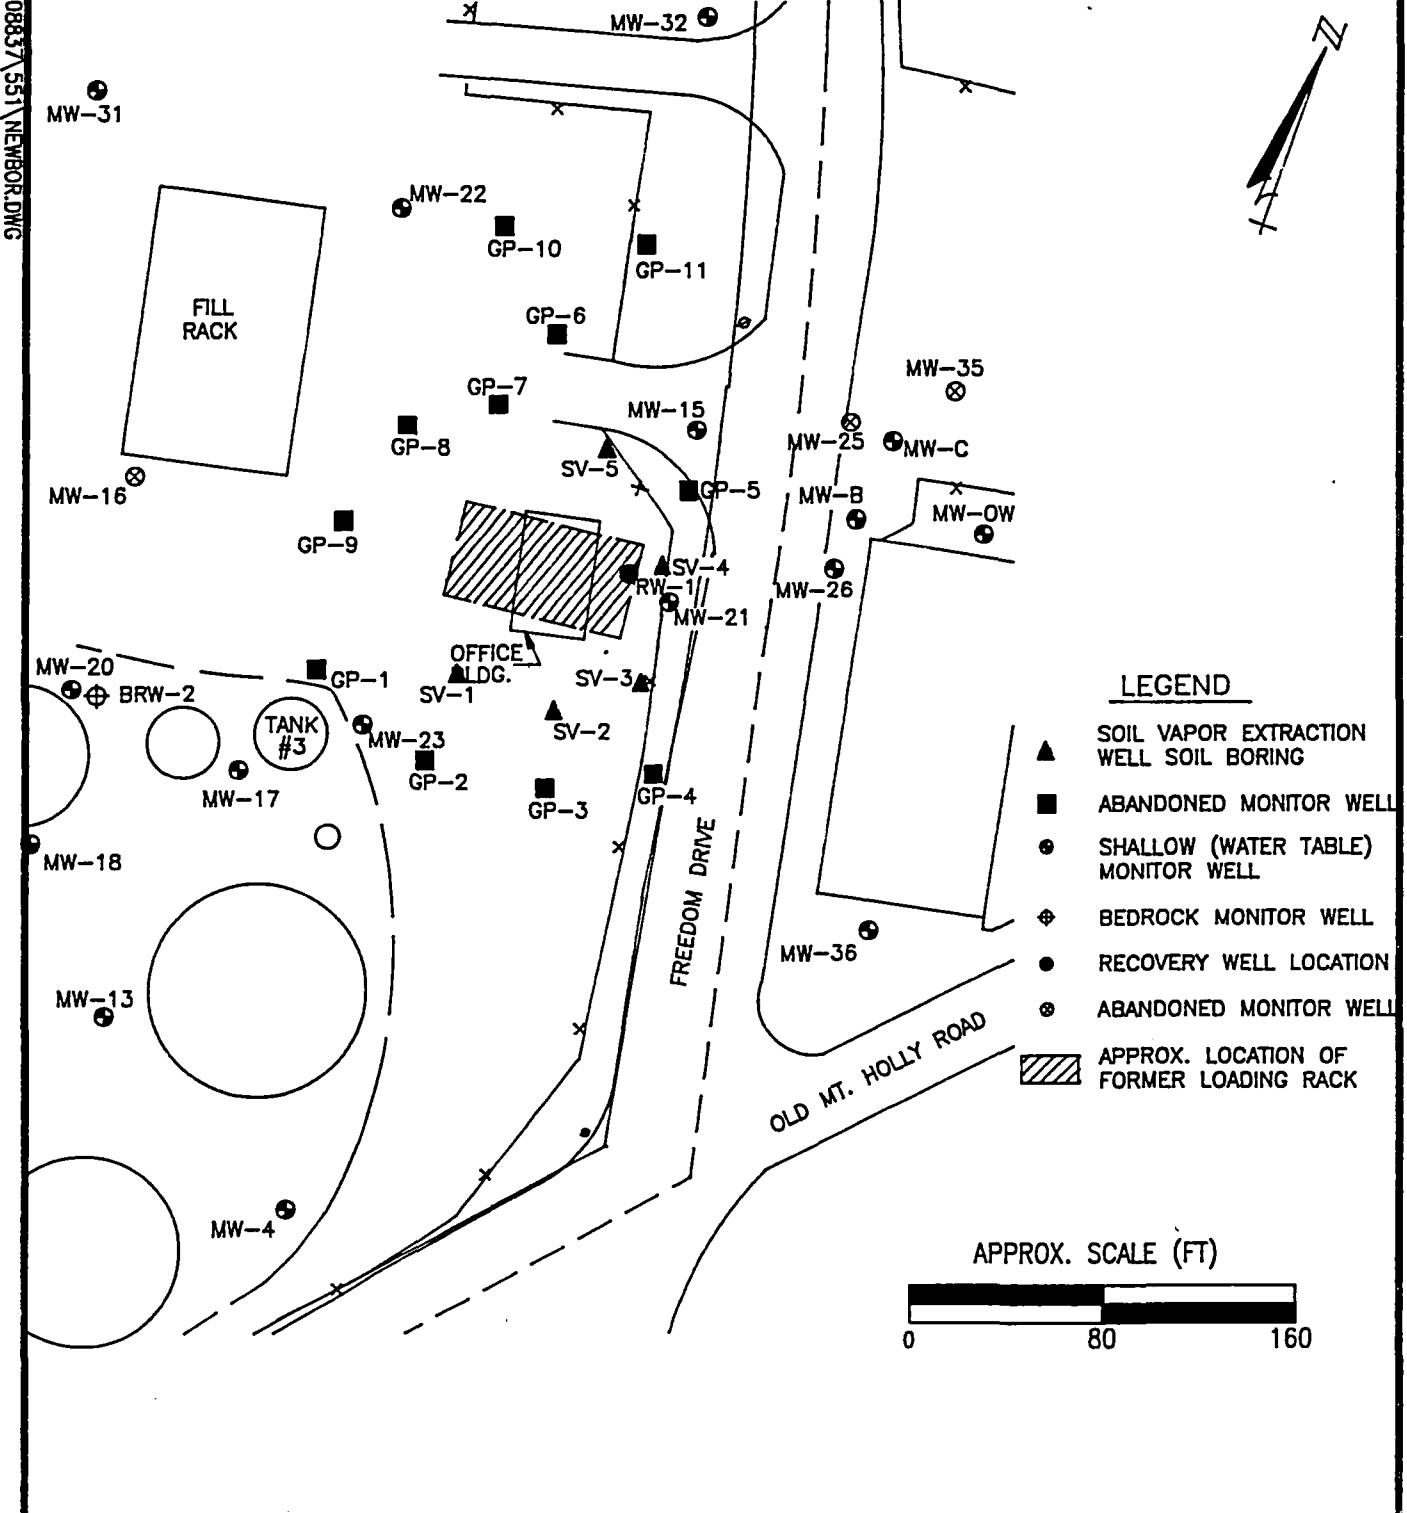 08837\551\NEWBOR.DWG
MW-32
MW-31
MW-22
GP-10
GP-11
FILL
RACK
GP-6
MW-35
GP-7
MW-15
GP-8
MW-25
MW-C
SV-5
MW-16
GP-5
MW-B
MW-OW
GP-9
SV-4
RW-1
MW-26
MW-21
OFFICE
LDG.
MW-20
BRW-2
GP-1
SV-1
SV-3
LEGEND
TANK
#3
MW-23
SV-2
SOIL VAPOR EXTRACTION
WELL SOIL BORING
GP-2
MW-17
GP-3
GP-4
ABANDONED MONITOR WELL
MW-18
SHALLOW (WATER TABLE)
MONITOR WELL
FREEDOM DRIVE
BEDROCK MONITOR WELL
MW-36
RECOVERY WELL LOCATION
MW-13
ABANDONED MONITOR WELL
OLD MT. HOLLY ROAD
APPROX. LOCATION OF
FORMER LOADING RACK
MW-4
APPROX. SCALE (FT)
0 80 160
N